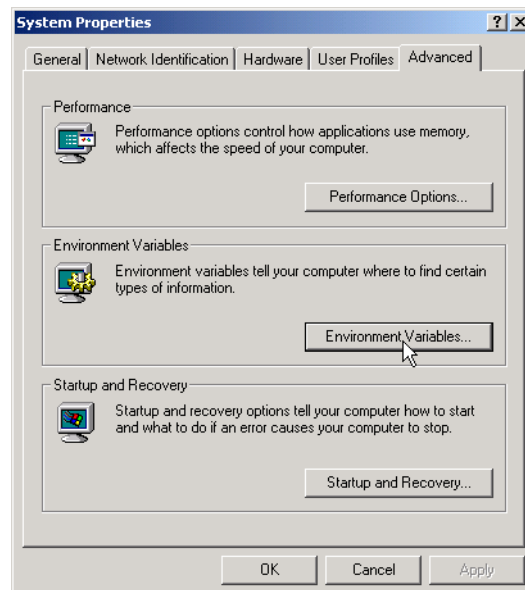 System Properties
General
Network Identification
Hardware
User Profiles
Advanced
Performance
Performance options control how applications use memory,
which affects the speed of your computer.
Performance Options...
Environment Variables
Environment variables tell your computer where to find certain
types of information.
Environment Variables...
Startup and Recovery
Startup and recovery options tell your computer how to start
and what to do if an error causes your computer to stop.
Startup and Recovery...
OK
Cancel
Apply